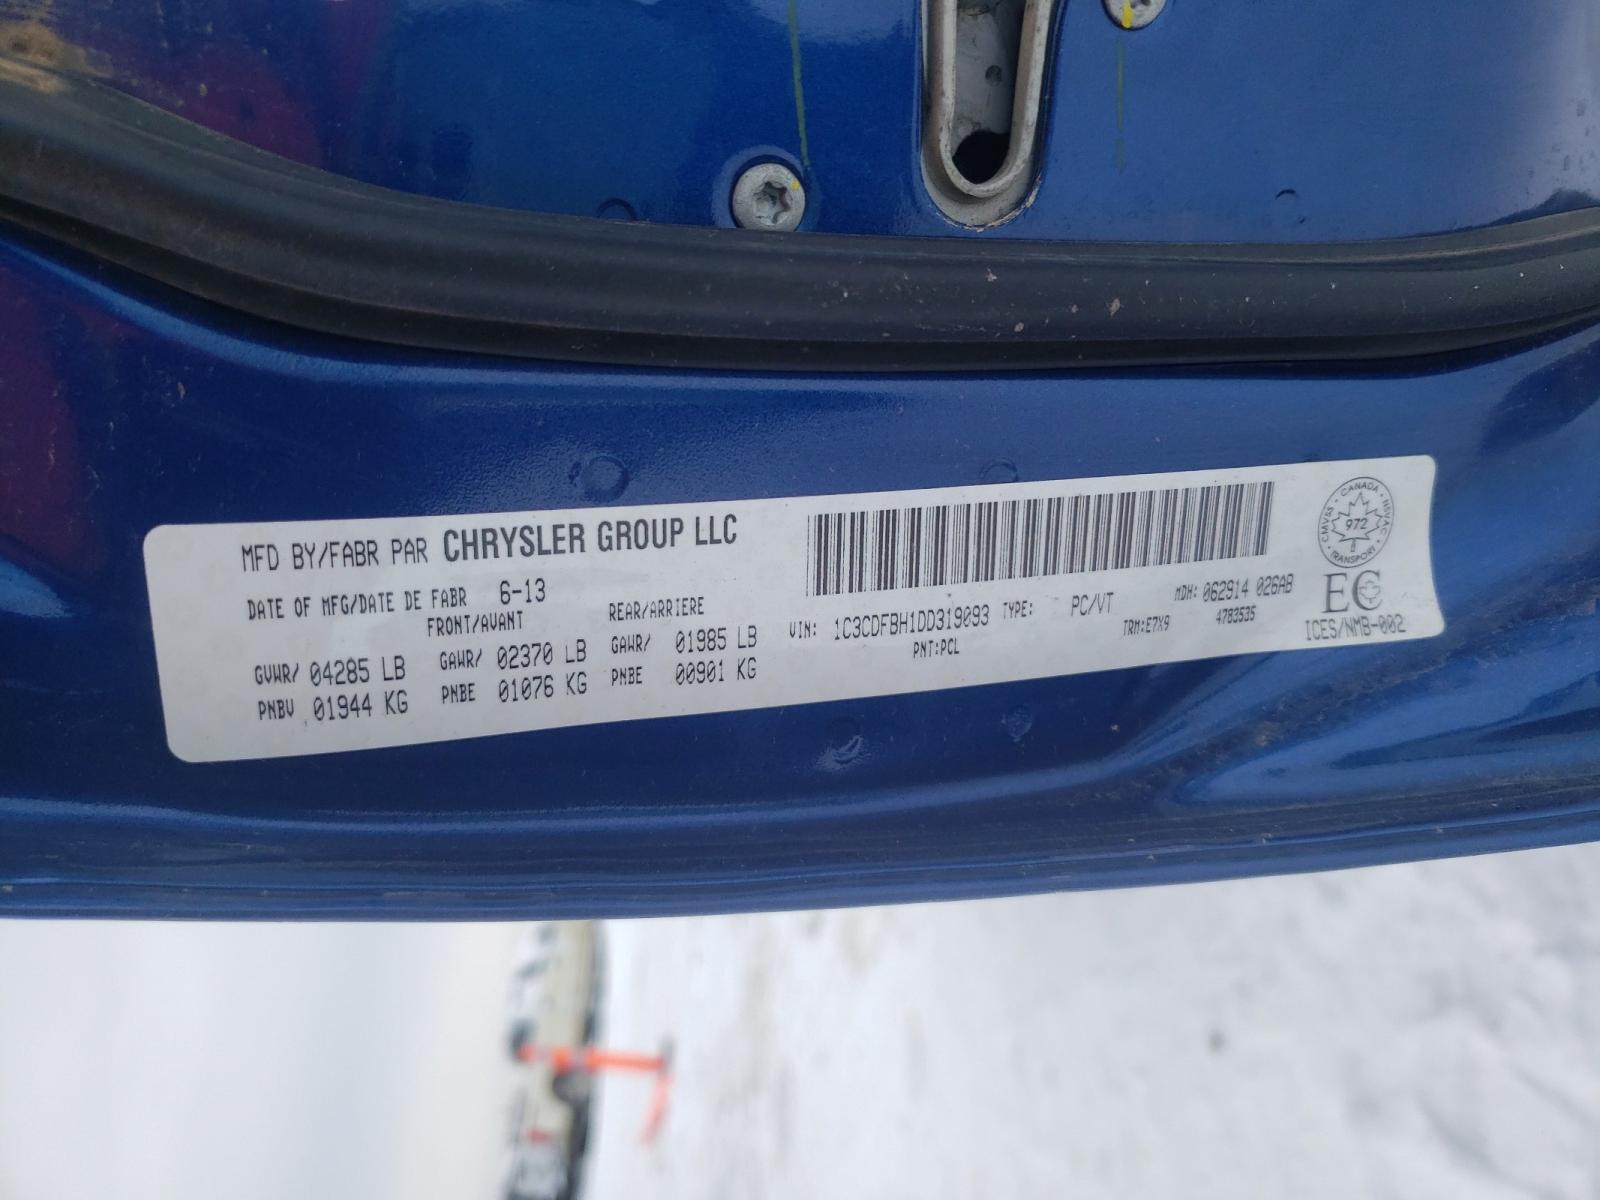 MFD BY/FABR PAR CHRYSLER GROUP LLC
DATE OF MFG/DATE DE FABR 6-13
FRONT/AVANT
REAR/ARRIERE
GVWR/ 04285 LB GAWR/ 02370 LB GAWR/ 01985 LB
PNBV 01944 KG PNBE 01076 KG PNBE 00901 KG
VIN: 1C3CDFBH1DD319093 TYPE: PC/VT MDH: 062914 026AB
PNT:PCL TRM:E7X9 4783535
CANADA
CMVSS 972 NSVAC
TRANSPORT
EC
ICES/NMB-002